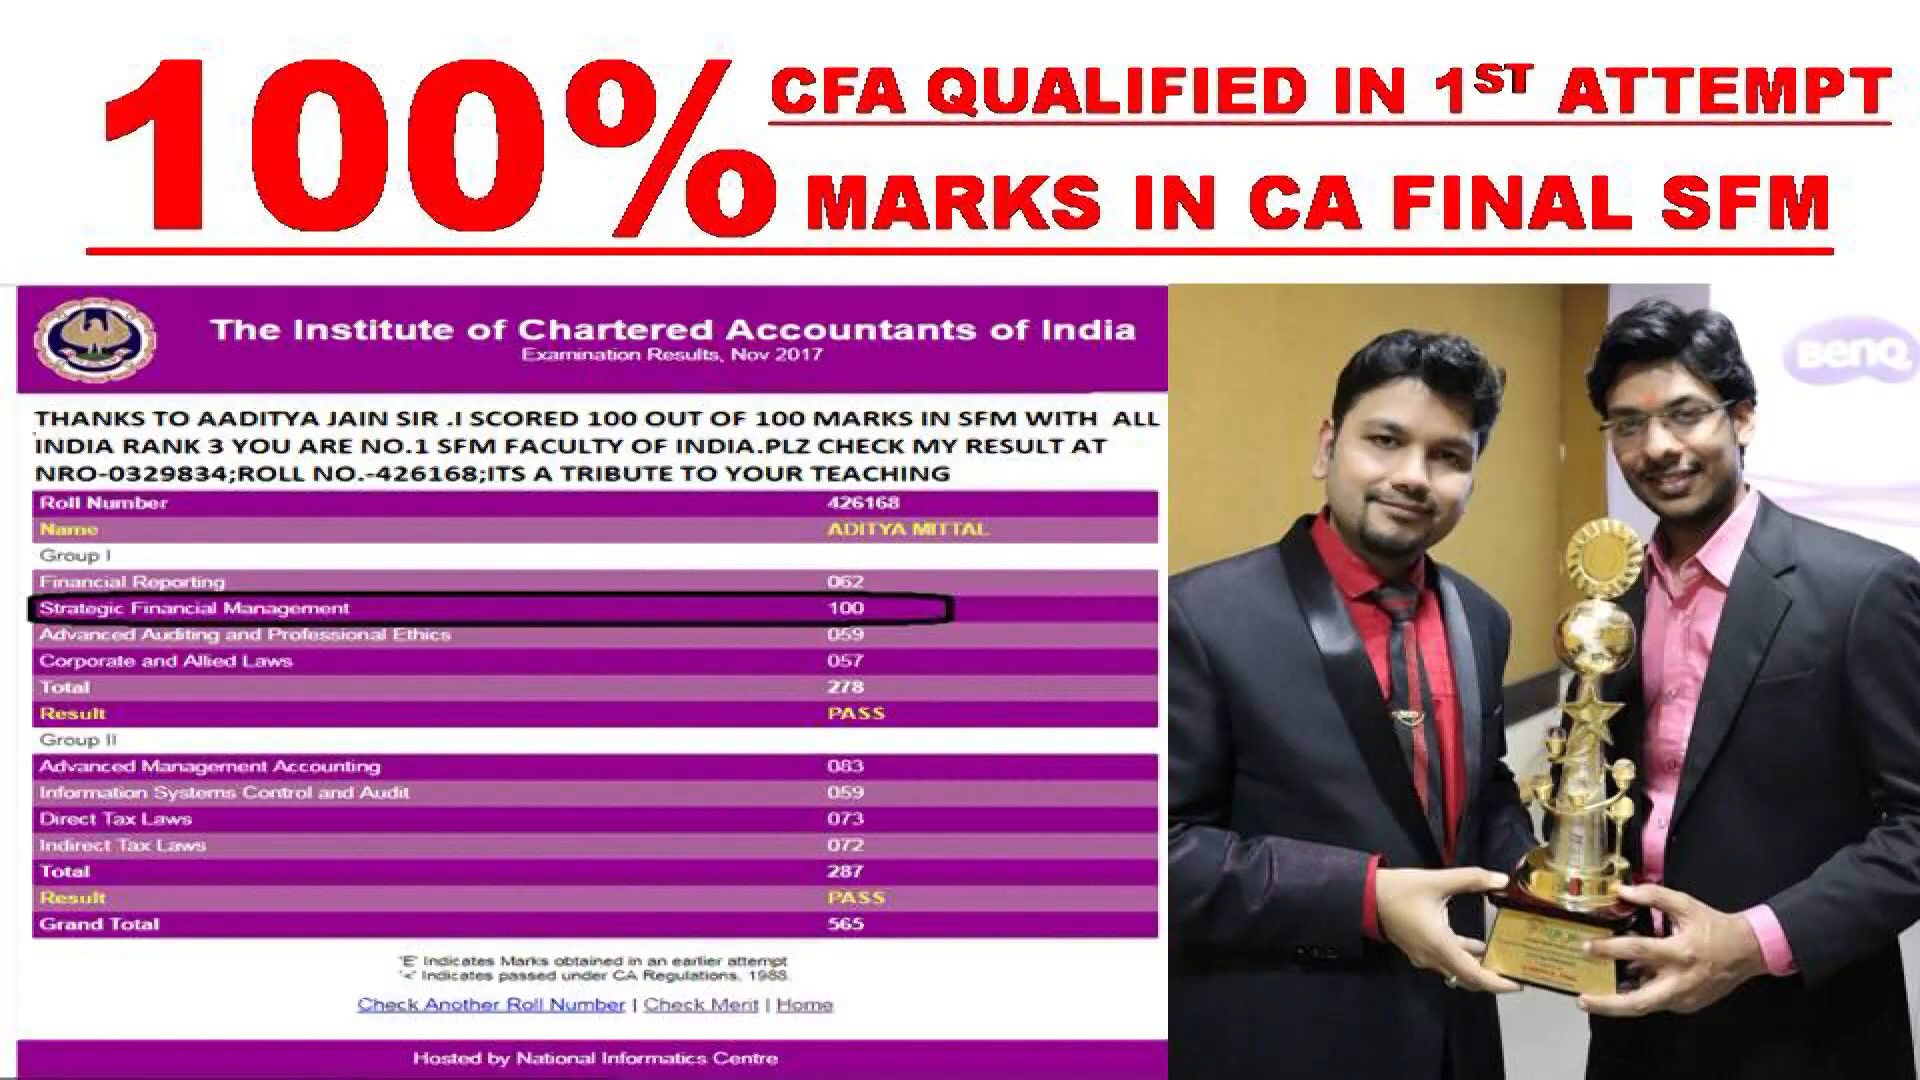 100% CFA QUALIFIED IN 1ST ATTEMPT
MARKS IN CA FINAL SFM
The Institute of Chartered Accountants of India
Examination Results, Nov 2017
THANKS TO AADITYA JAIN SIR .I SCORED 100 OUT OF 100 MARKS IN SFM WITH ALL
INDIA RANK 3 YOU ARE NO.1 SFM FACULTY OF INDIA.PLZ CHECK MY RESULT AT
NRO-0329834;ROLL NO.-426168;ITS A TRIBUTE TO YOUR TEACHING
Roll Number 426168
Name ADITYA MITTAL
Group I
Financial Reporting 062
Strategic Financial Management 100
Advanced Auditing and Professional Ethics 059
Corporate and Allied Laws 057
Total 278
Result PASS
Group II
Advanced Management Accounting 083
Information Systems Control and Audit 059
Direct Tax Laws 073
Indirect Tax Laws 072
Total 287
Result PASS
Grand Total 565
'E' Indicates Marks obtained in an earlier attempt
'<' Indicates passed under CA Regulations, 1988.
Check Another Roll Number | Check Merit | Home
Hosted by National Informatics Centre
BenQ